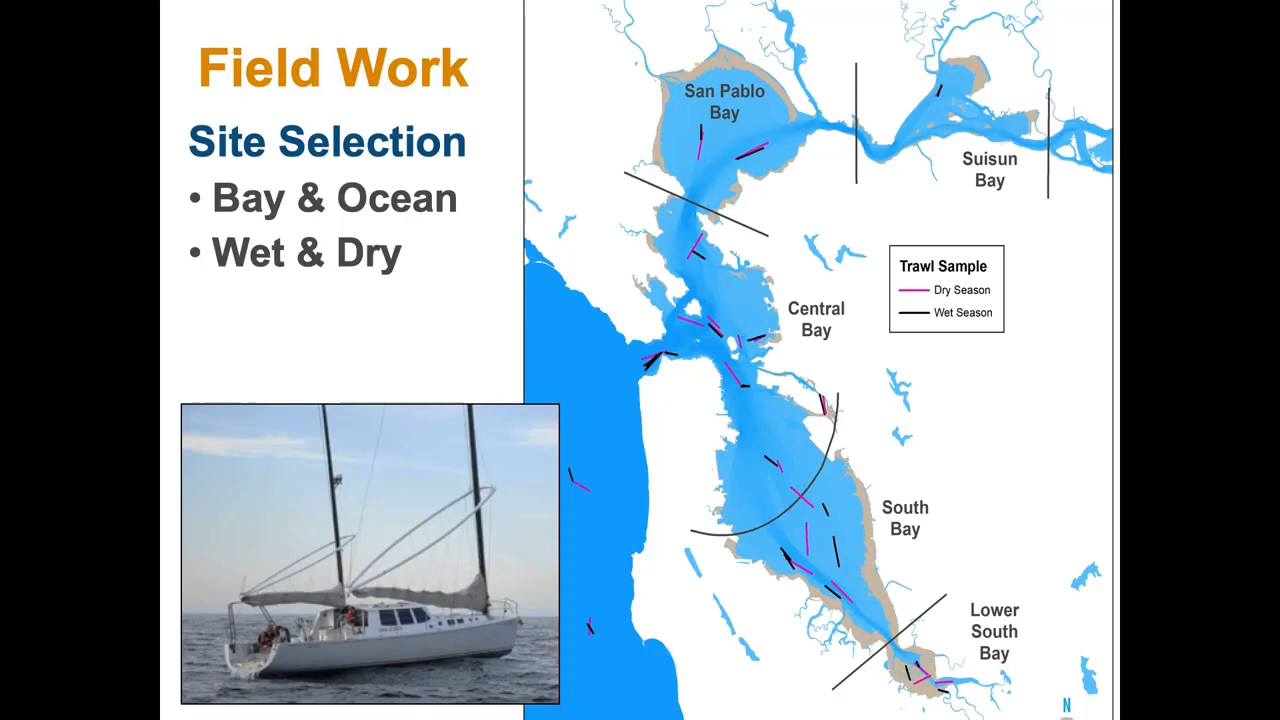 Field Work
Site Selection
• Bay & Ocean
• Wet & Dry
San Pablo
Bay
Suisun
Bay
Trawl Sample
Dry Season
Wet Season
Central
Bay
South
Bay
Lower
South
Bay
N